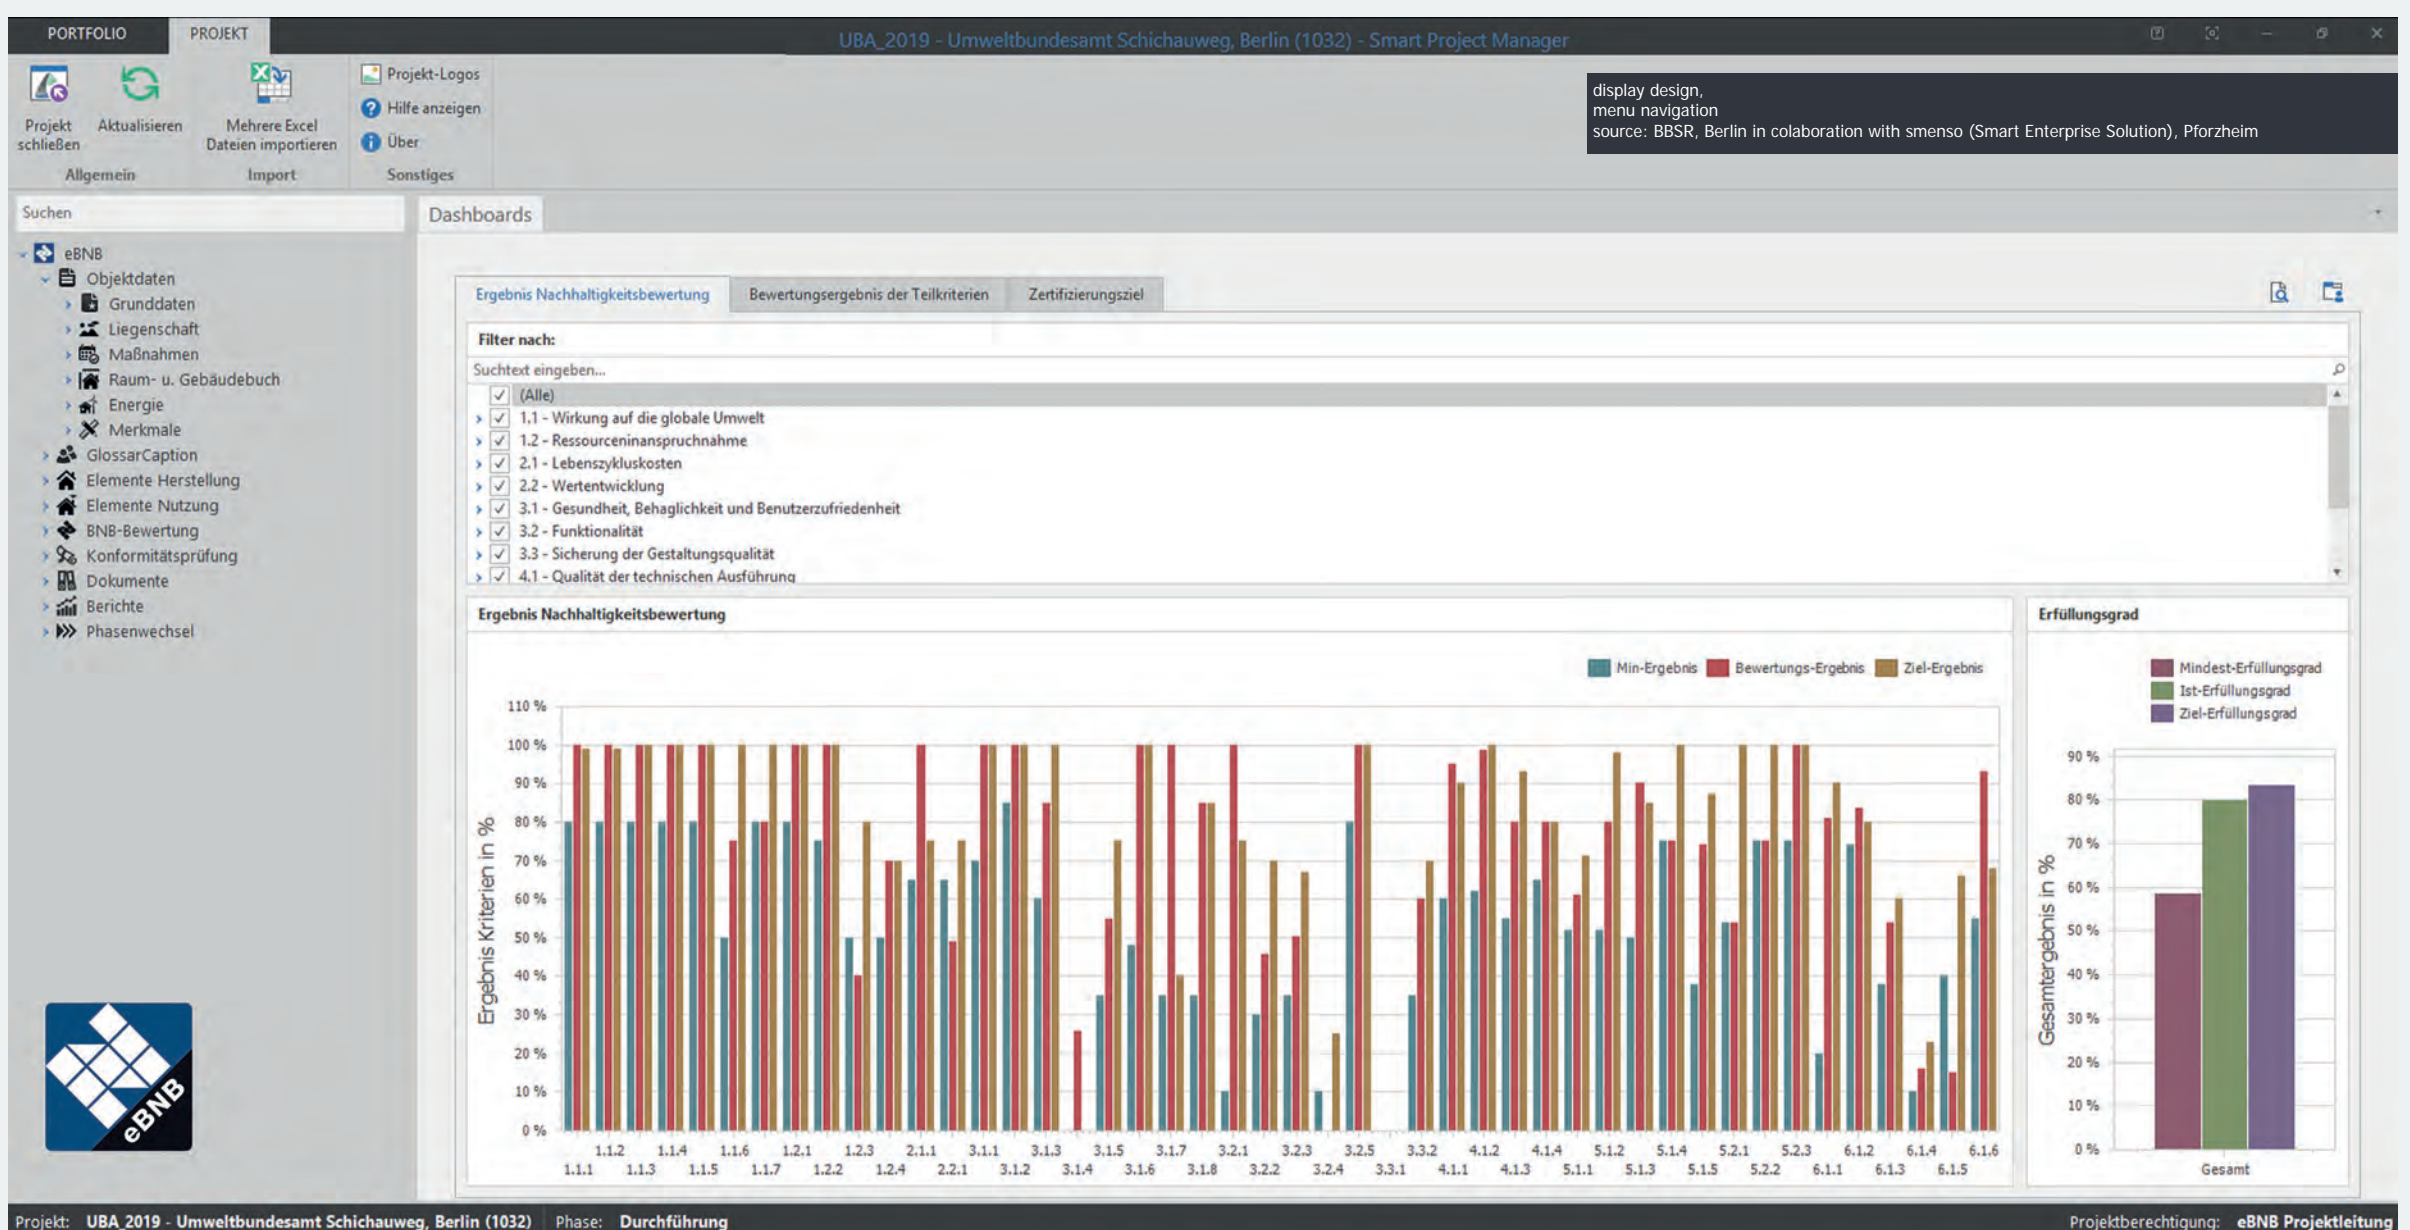 PORTFOLIO PROJEKT
UBA_2019 - Umweltbundesamt Schichauweg, Berlin (1032) - Smart Project Manager
Projekt schließen
Aktualisieren
Mehrere Excel Dateien importieren
Projekt-Logos
Hilfe anzeigen
Über
Allgemein Import Sonstiges
display design,
menu navigation
source: BBSR, Berlin in colaboration with smenso (Smart Enterprise Solution), Pforzheim
Suchen
eBNB
Objektdaten
Grunddaten
Liegenschaft
Maßnahmen
Raum- u. Gebäudebuch
Energie
Merkmale
GlossarCaption
Elemente Herstellung
Elemente Nutzung
BNB-Bewertung
Konformitätsprüfung
Dokumente
Berichte
Phasenwechsel
eBNB
Dashboards
Ergebnis Nachhaltigkeitsbewertung Bewertungsergebnis der Teilkriterien Zertifizierungsziel
Filter nach:
Suchtext eingeben...
(Alle)
1.1 - Wirkung auf die globale Umwelt
1.2 - Ressourceninanspruchnahme
2.1 - Lebenszykluskosten
2.2 - Wertentwicklung
3.1 - Gesundheit, Behaglichkeit und Benutzerzufriedenheit
3.2 - Funktionalität
3.3 - Sicherung der Gestaltungsqualität
4.1 - Qualität der technischen Ausführung
Ergebnis Nachhaltigkeitsbewertung
Min-Ergebnis Bewertungs-Ergebnis Ziel-Ergebnis
Ergebnis Kriterien in %
110 %
100 %
90 %
80 %
70 %
60 %
50 %
40 %
30 %
20 %
10 %
0 %
1.1.2 1.1.4 1.1.6 1.2.1 1.2.3 2.1.1 3.1.1 3.1.3 3.1.5 3.1.7 3.2.1 3.2.3 3.2.5 3.3.2 4.1.2 4.1.4 5.1.2 5.1.4 5.2.1 5.2.3 6.1.2 6.1.4 6.1.6
1.1.1 1.1.3 1.1.5 1.1.7 1.2.2 1.2.4 2.2.1 3.1.2 3.1.4 3.1.6 3.1.8 3.2.2 3.2.4 3.3.1 4.1.1 4.1.3 5.1.1 5.1.3 5.1.5 5.2.2 6.1.1 6.1.3 6.1.5
Erfüllungsgrad
Mindest-Erfüllungsgrad
Ist-Erfüllungsgrad
Ziel-Erfüllungsgrad
Gesamtergebnis in %
90 %
80 %
70 %
60 %
50 %
40 %
30 %
20 %
10 %
0 %
Gesamt
Projekt: UBA_2019 - Umweltbundesamt Schichauweg, Berlin (1032) Phase: Durchführung Projektberechtigung: eBNB Projektleitung